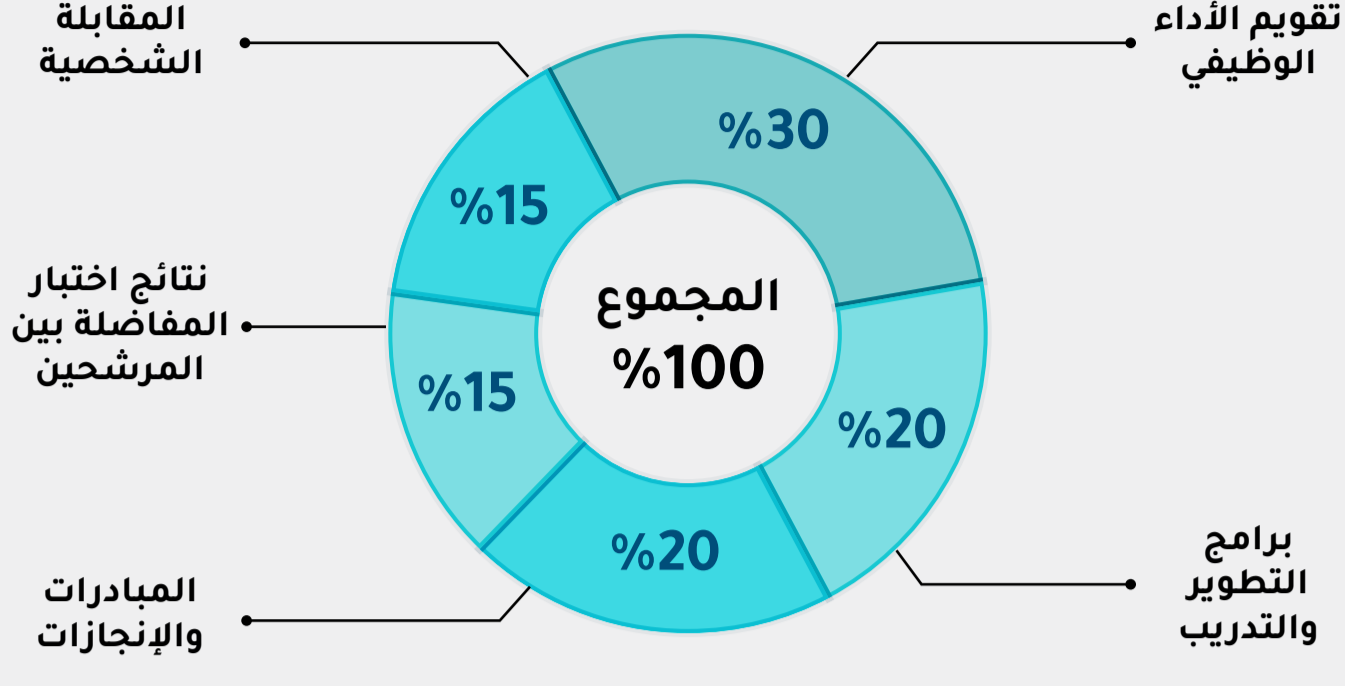 تقويم الأداء
الوظيفي
%30
برامج
التطوير
والتدريب
%20
المبادرات
والإنجازات
%20
نتائج اختبار
المفاضلة بين
المرشحين
%15
المقابلة
الشخصية
%15
المجموع
%100